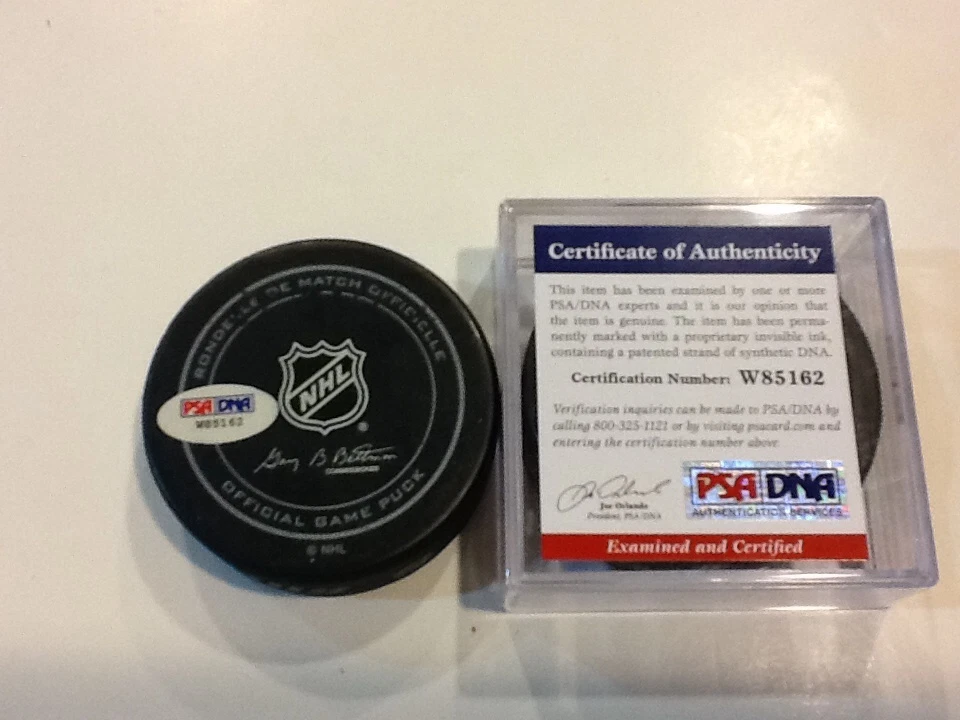 RONDELLE DE MATCH OFFICIELLE
NHL
®
PSA DNA
W85162
Gary B Bettman
COMMISSIONER
OFFICIAL GAME PUCK
© NHL
Certificate of Authenticity
This item has been examined by one or more
PSA/DNA experts and it is our opinion that
the item is genuine. The item has been perma-
nently marked with a proprietary invisible ink,
containing a patented strand of synthetic DNA.
Certification Number: W85162
Verification inquiries can be made to PSA/DNA by
calling 800-325-1121 or by visiting psacard.com and
entering the certification number above.
Joe Orlando
President, PSA/DNA
PSA DNA
AUTHENTICATION SERVICES
Examined and Certified